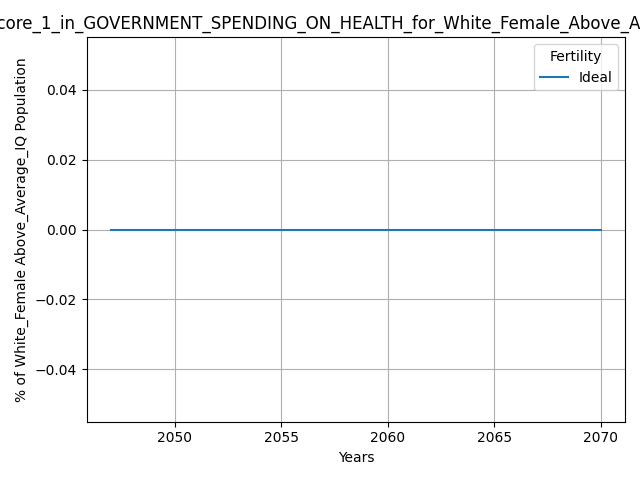 core_1_in_GOVERNMENT_SPENDING_ON_HEALTH_for_White_Female_Above_A
% of White_Female Above_Average_IQ Population
Fertility
Ideal
0.04
0.02
0.00
−0.02
−0.04
2050 2055 2060 2065 2070
Years